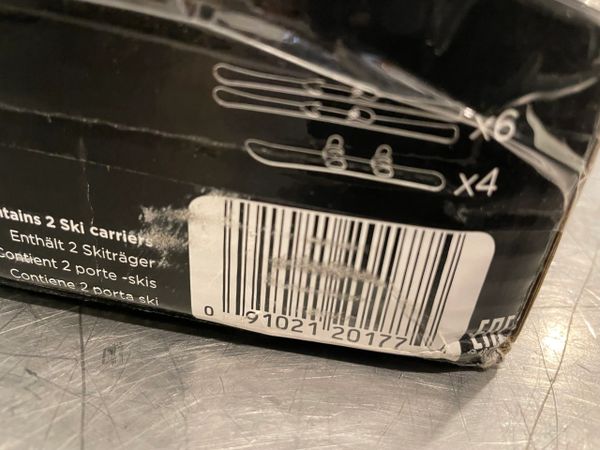 x6
x4
ntains 2 Ski carriers
Enthält 2 Skiträger
Contient 2 porte -skis
Contiene 2 porta ski
0 91021 20177
EAC